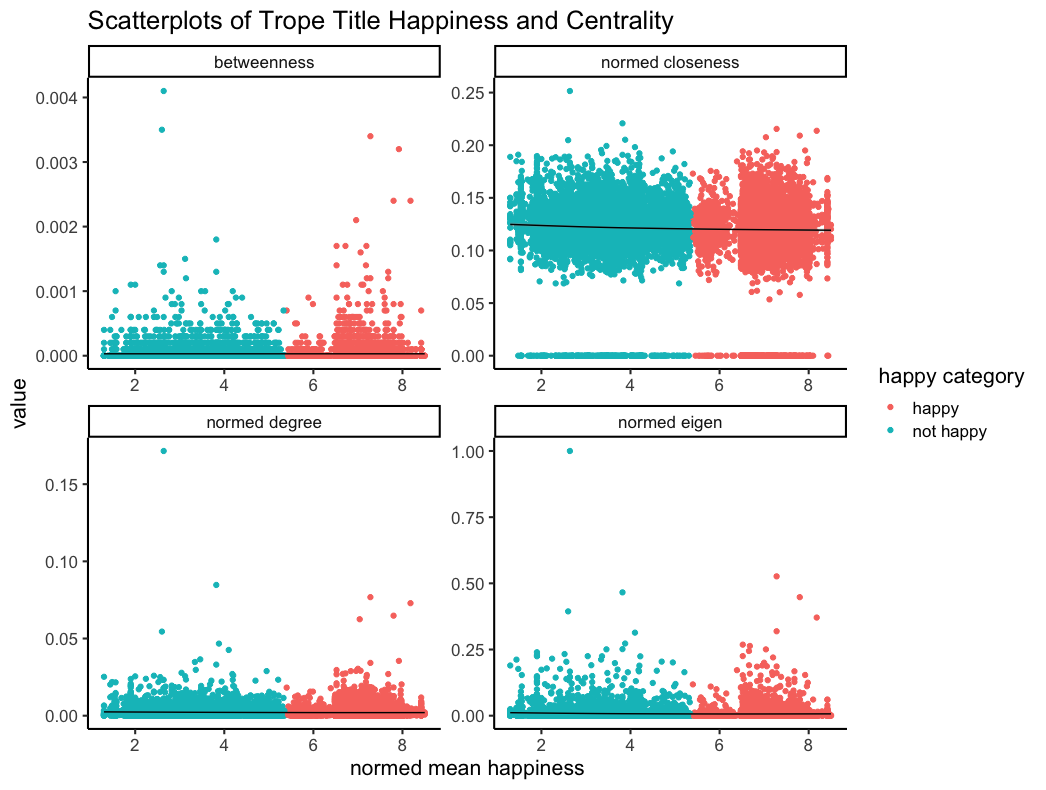 Scatterplots of Trope Title Happiness and Centrality
betweenness
normed closeness
0.004
0.003
0.002
0.001
0.000
0.25
0.20
0.15
0.10
0.05
0.00
2 4 6 8
2 4 6 8
value
normed degree
normed eigen
0.15
0.10
0.05
0.00
1.00
0.75
0.50
0.25
0.00
2 4 6 8
2 4 6 8
normed mean happiness
happy category
happy
not happy